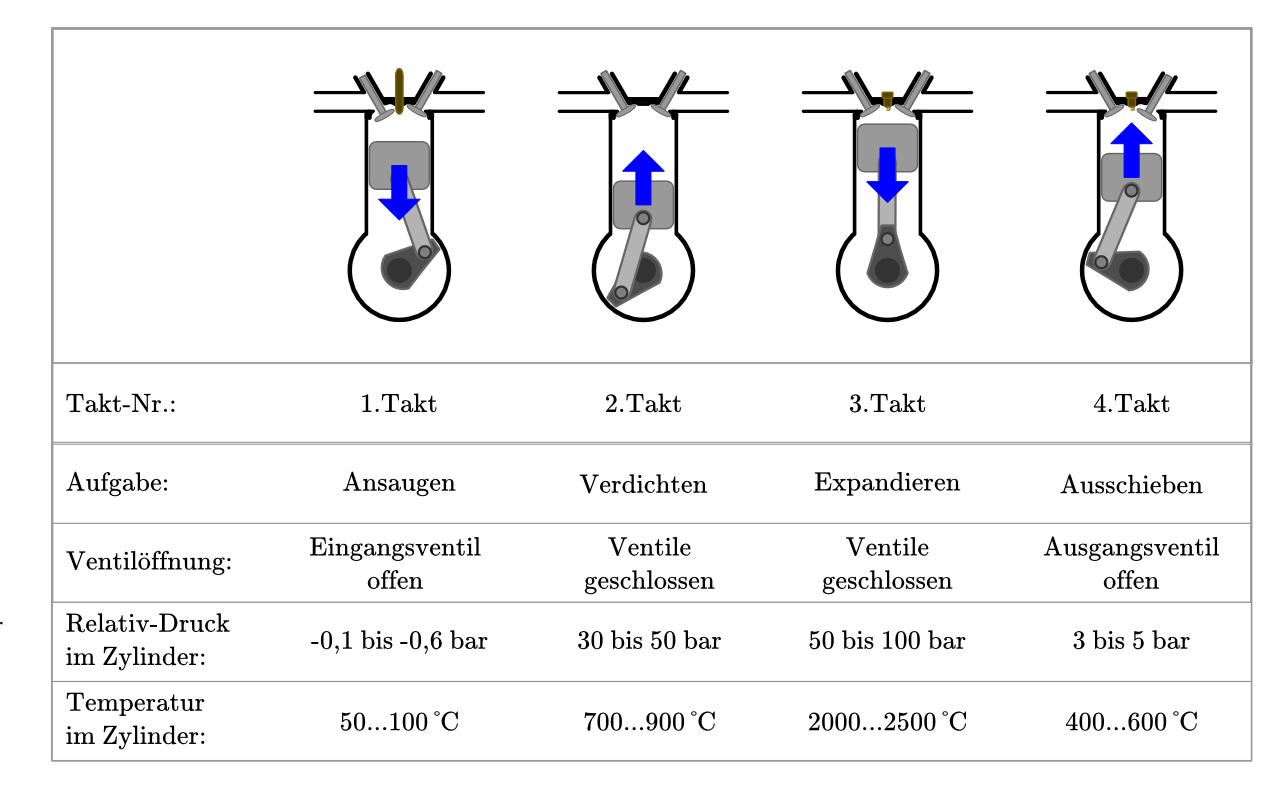 Takt-Nr.: 1.Takt 2.Takt 3.Takt 4.Takt
Aufgabe: Ansaugen Verdichten Expandieren Ausschieben
Ventilöffnung: Eingangsventil offen Ventile geschlossen Ventile geschlossen Ausgangsventil offen
Relativ-Druck im Zylinder: -0,1 bis -0,6 bar 30 bis 50 bar 50 bis 100 bar 3 bis 5 bar
Temperatur im Zylinder: 50...100 °C 700...900 °C 2000...2500 °C 400...600 °C